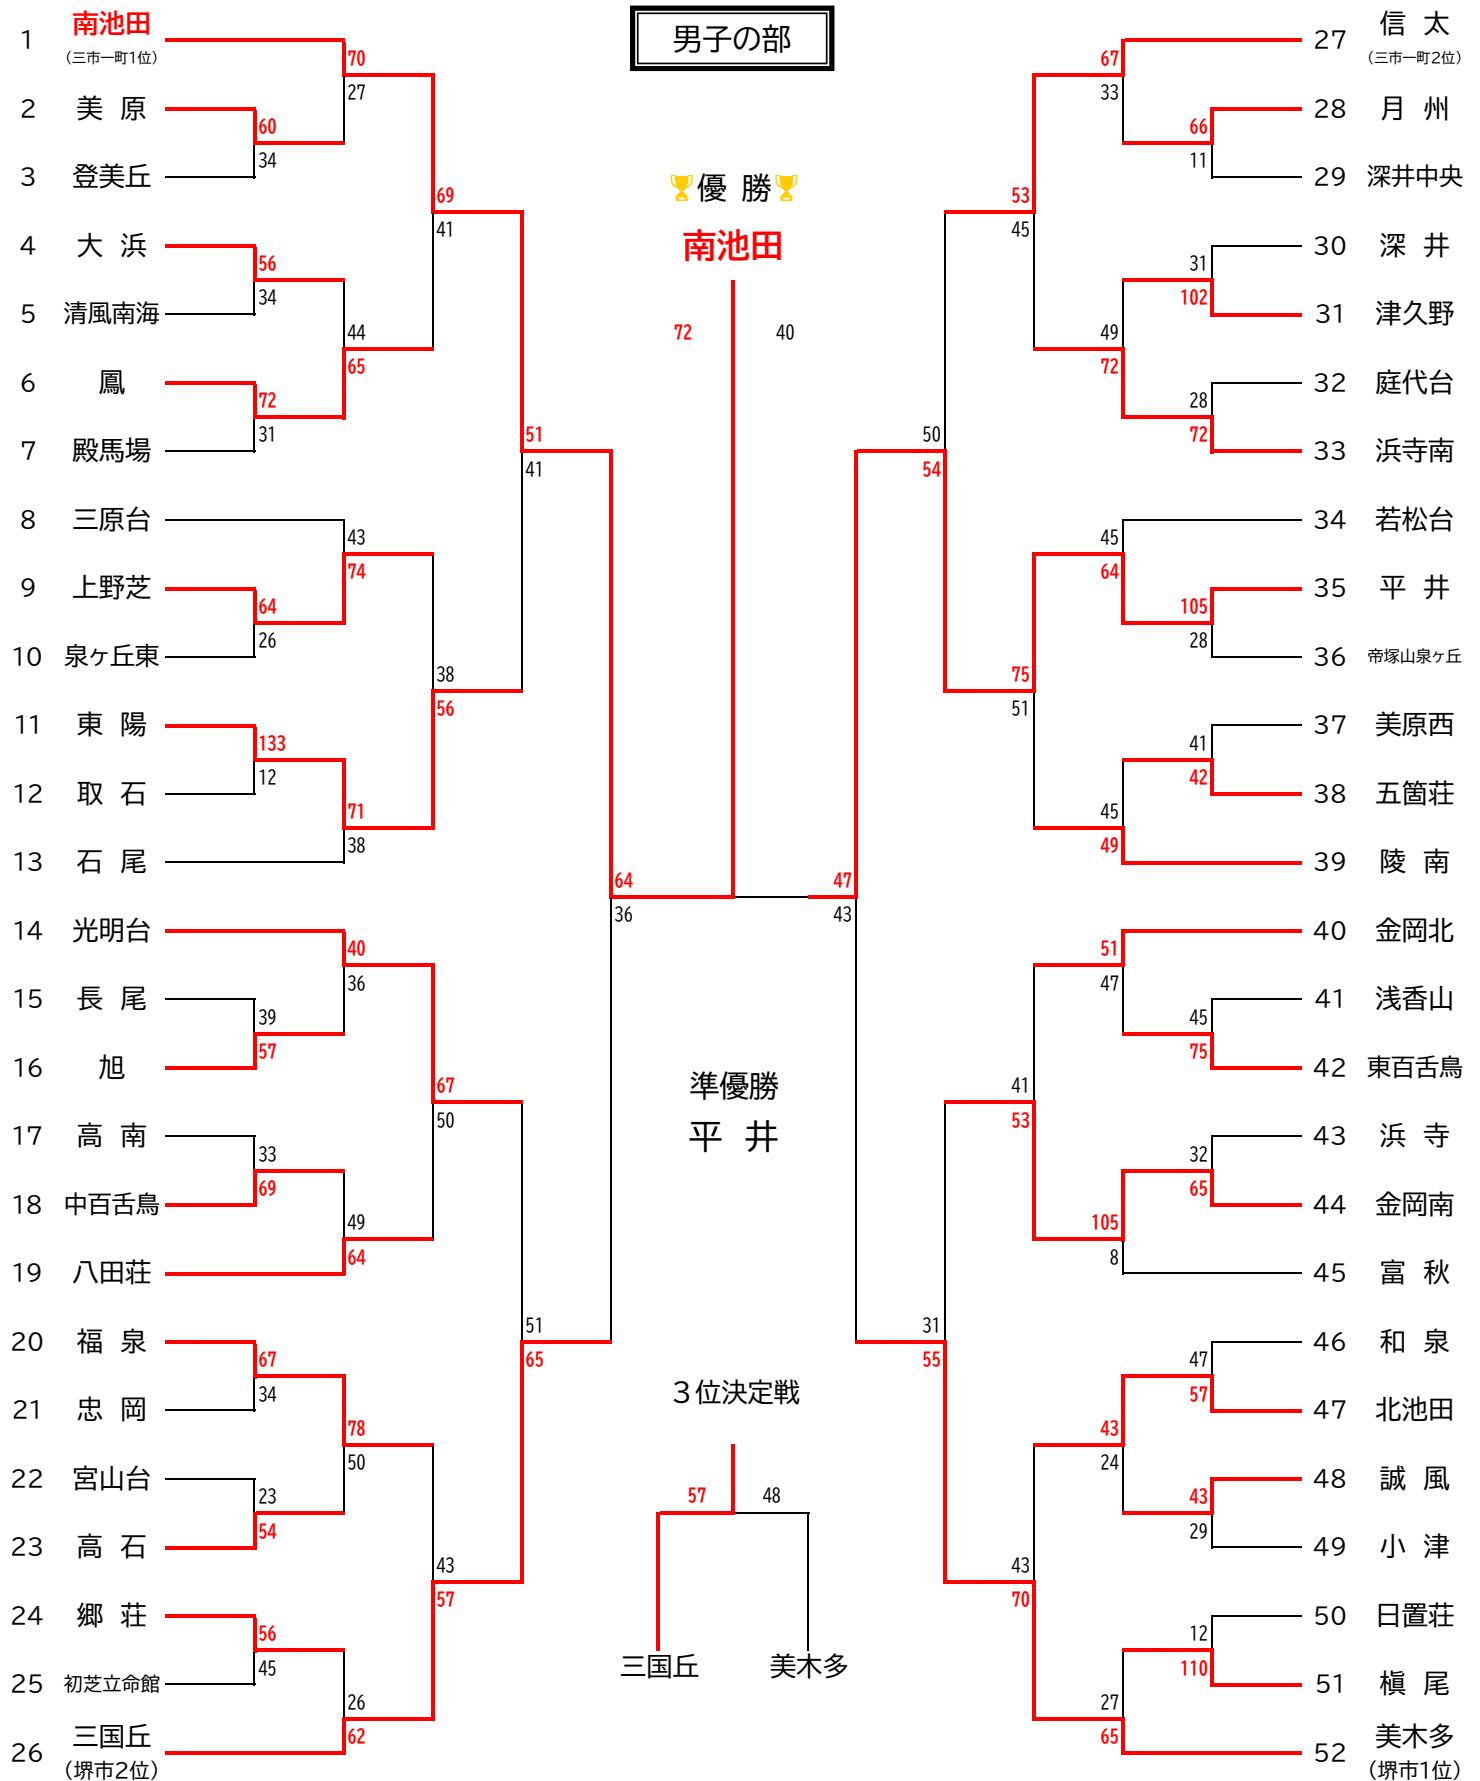 男子の部
1 南池田
(三市一町1位)
2 美原
3 登美丘
4 大浜
5 清風南海
6 鳳
7 殿馬場
8 三原台
9 上野芝
10 泉ヶ丘東
11 東陽
12 取石
13 石尾
14 光明台
15 長尾
16 旭
17 高南
18 中百舌鳥
19 八田荘
20 福泉
21 忠岡
22 宮山台
23 高石
24 郷荘
25 初芝立命館
26 三国丘
(堺市2位)
70
27
60
34
69
41
56
34
44
65
72
31
51
41
43
74
64
26
38
56
133
12
71
38
64
36
40
36
39
57
67
50
33
69
49
64
51
65
67
34
78
50
23
54
43
57
56
45
26
62
優勝
南池田
72 40
準優勝
平井
3位決定戦
57 48
三国丘 美木多
67
33
66
11
53
45
31
102
49
72
28
72
50
54
45
64
105
28
75
51
41
42
45
49
47
43
51
47
45
75
41
53
32
65
105
8
31
55
47
57
43
24
43
29
43
70
12
110
27
65
27 信太
(三市一町2位)
28 月州
29 深井中央
30 深井
31 津久野
32 庭代台
33 浜寺南
34 若松台
35 平井
36 帝塚山泉ヶ丘
37 美原西
38 五箇荘
39 陵南
40 金岡北
41 浅香山
42 東百舌鳥
43 浜寺
44 金岡南
45 富秋
46 和泉
47 北池田
48 誠風
49 小津
50 日置荘
51 槇尾
52 美木多
(堺市1位)